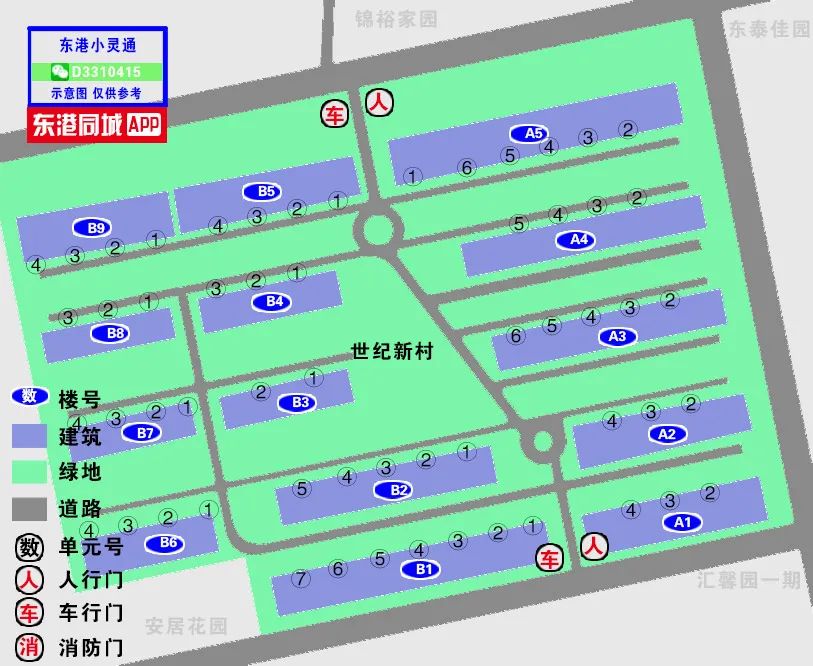 锦裕家园
东泰佳园
东港小灵通
D3310415
示意图 仅供参考
东港同城APP
车 人
A5
① ⑥ ⑤ ④ ③ ②
B5
④ ③ ② ①
B9
④ ③ ② ①
⑤ ④ ③ ②
A4
③ ② ①
B4
③ ② ①
B8
⑥ ⑤ ④ ③ ②
A3
世纪新村
② ①
B3
④ ③ ② ①
B7
④ ③ ②
A2
⑤ ④ ③ ② ①
B2
④ ③ ②
A1
④ ③ ② ①
B6
⑦ ⑥ ⑤ ④ ③ ② ①
B1
车 人
数 楼号
建筑
绿地
道路
数 单元号
人 人行门
车 车行门
消 消防门
安居花园
汇馨园一期